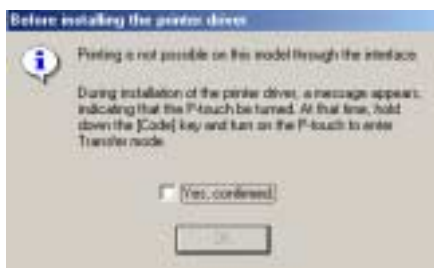 Before installing the printer driver
Printing is not possible on this model through the interface
During installation of the printer driver, a message appears,
indicating that the P-touch be turned. At that time, hold
down the [Code] key and turn on the P-touch to enter
Transfer mode.
Yes, confirmed.
OK